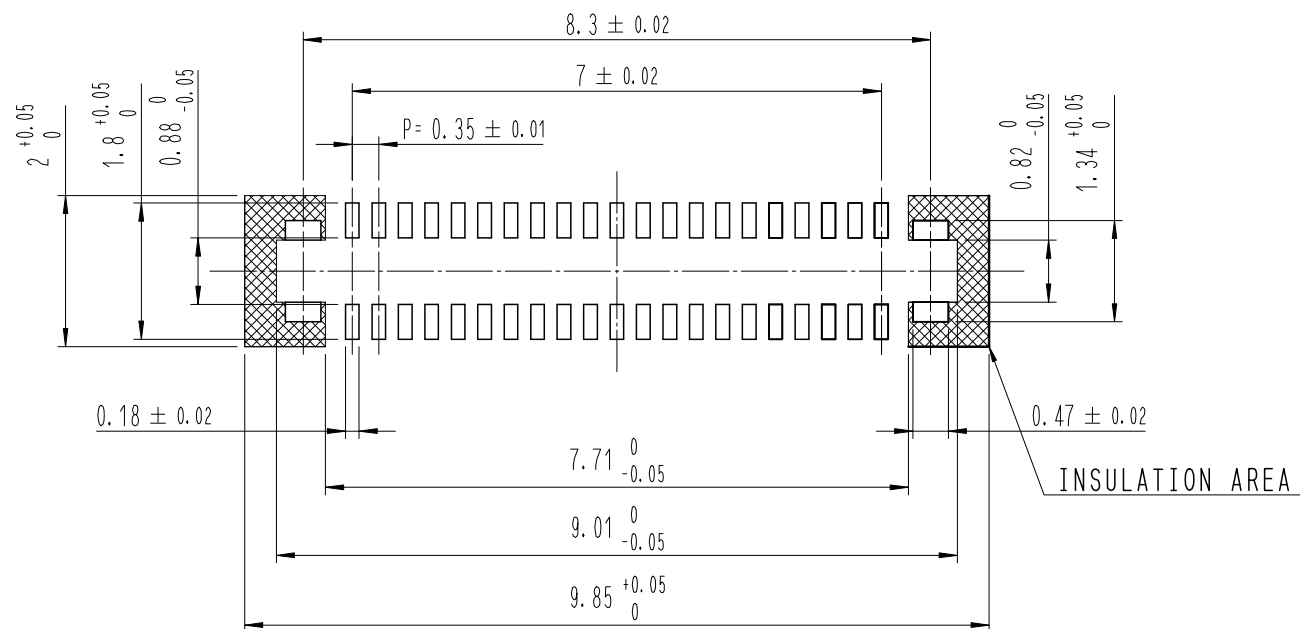 8.3 ± 0.02
7 ± 0.02
P= 0.35 ± 0.01
2 +0.05 0
1.8 +0.05 0
0.88 0 -0.05
0.82 0 -0.05
1.34 +0.05 0
0.18 ± 0.02
0.47 ± 0.02
7.71 0 -0.05
INSULATION AREA
9.01 0 -0.05
9.85 +0.05 0